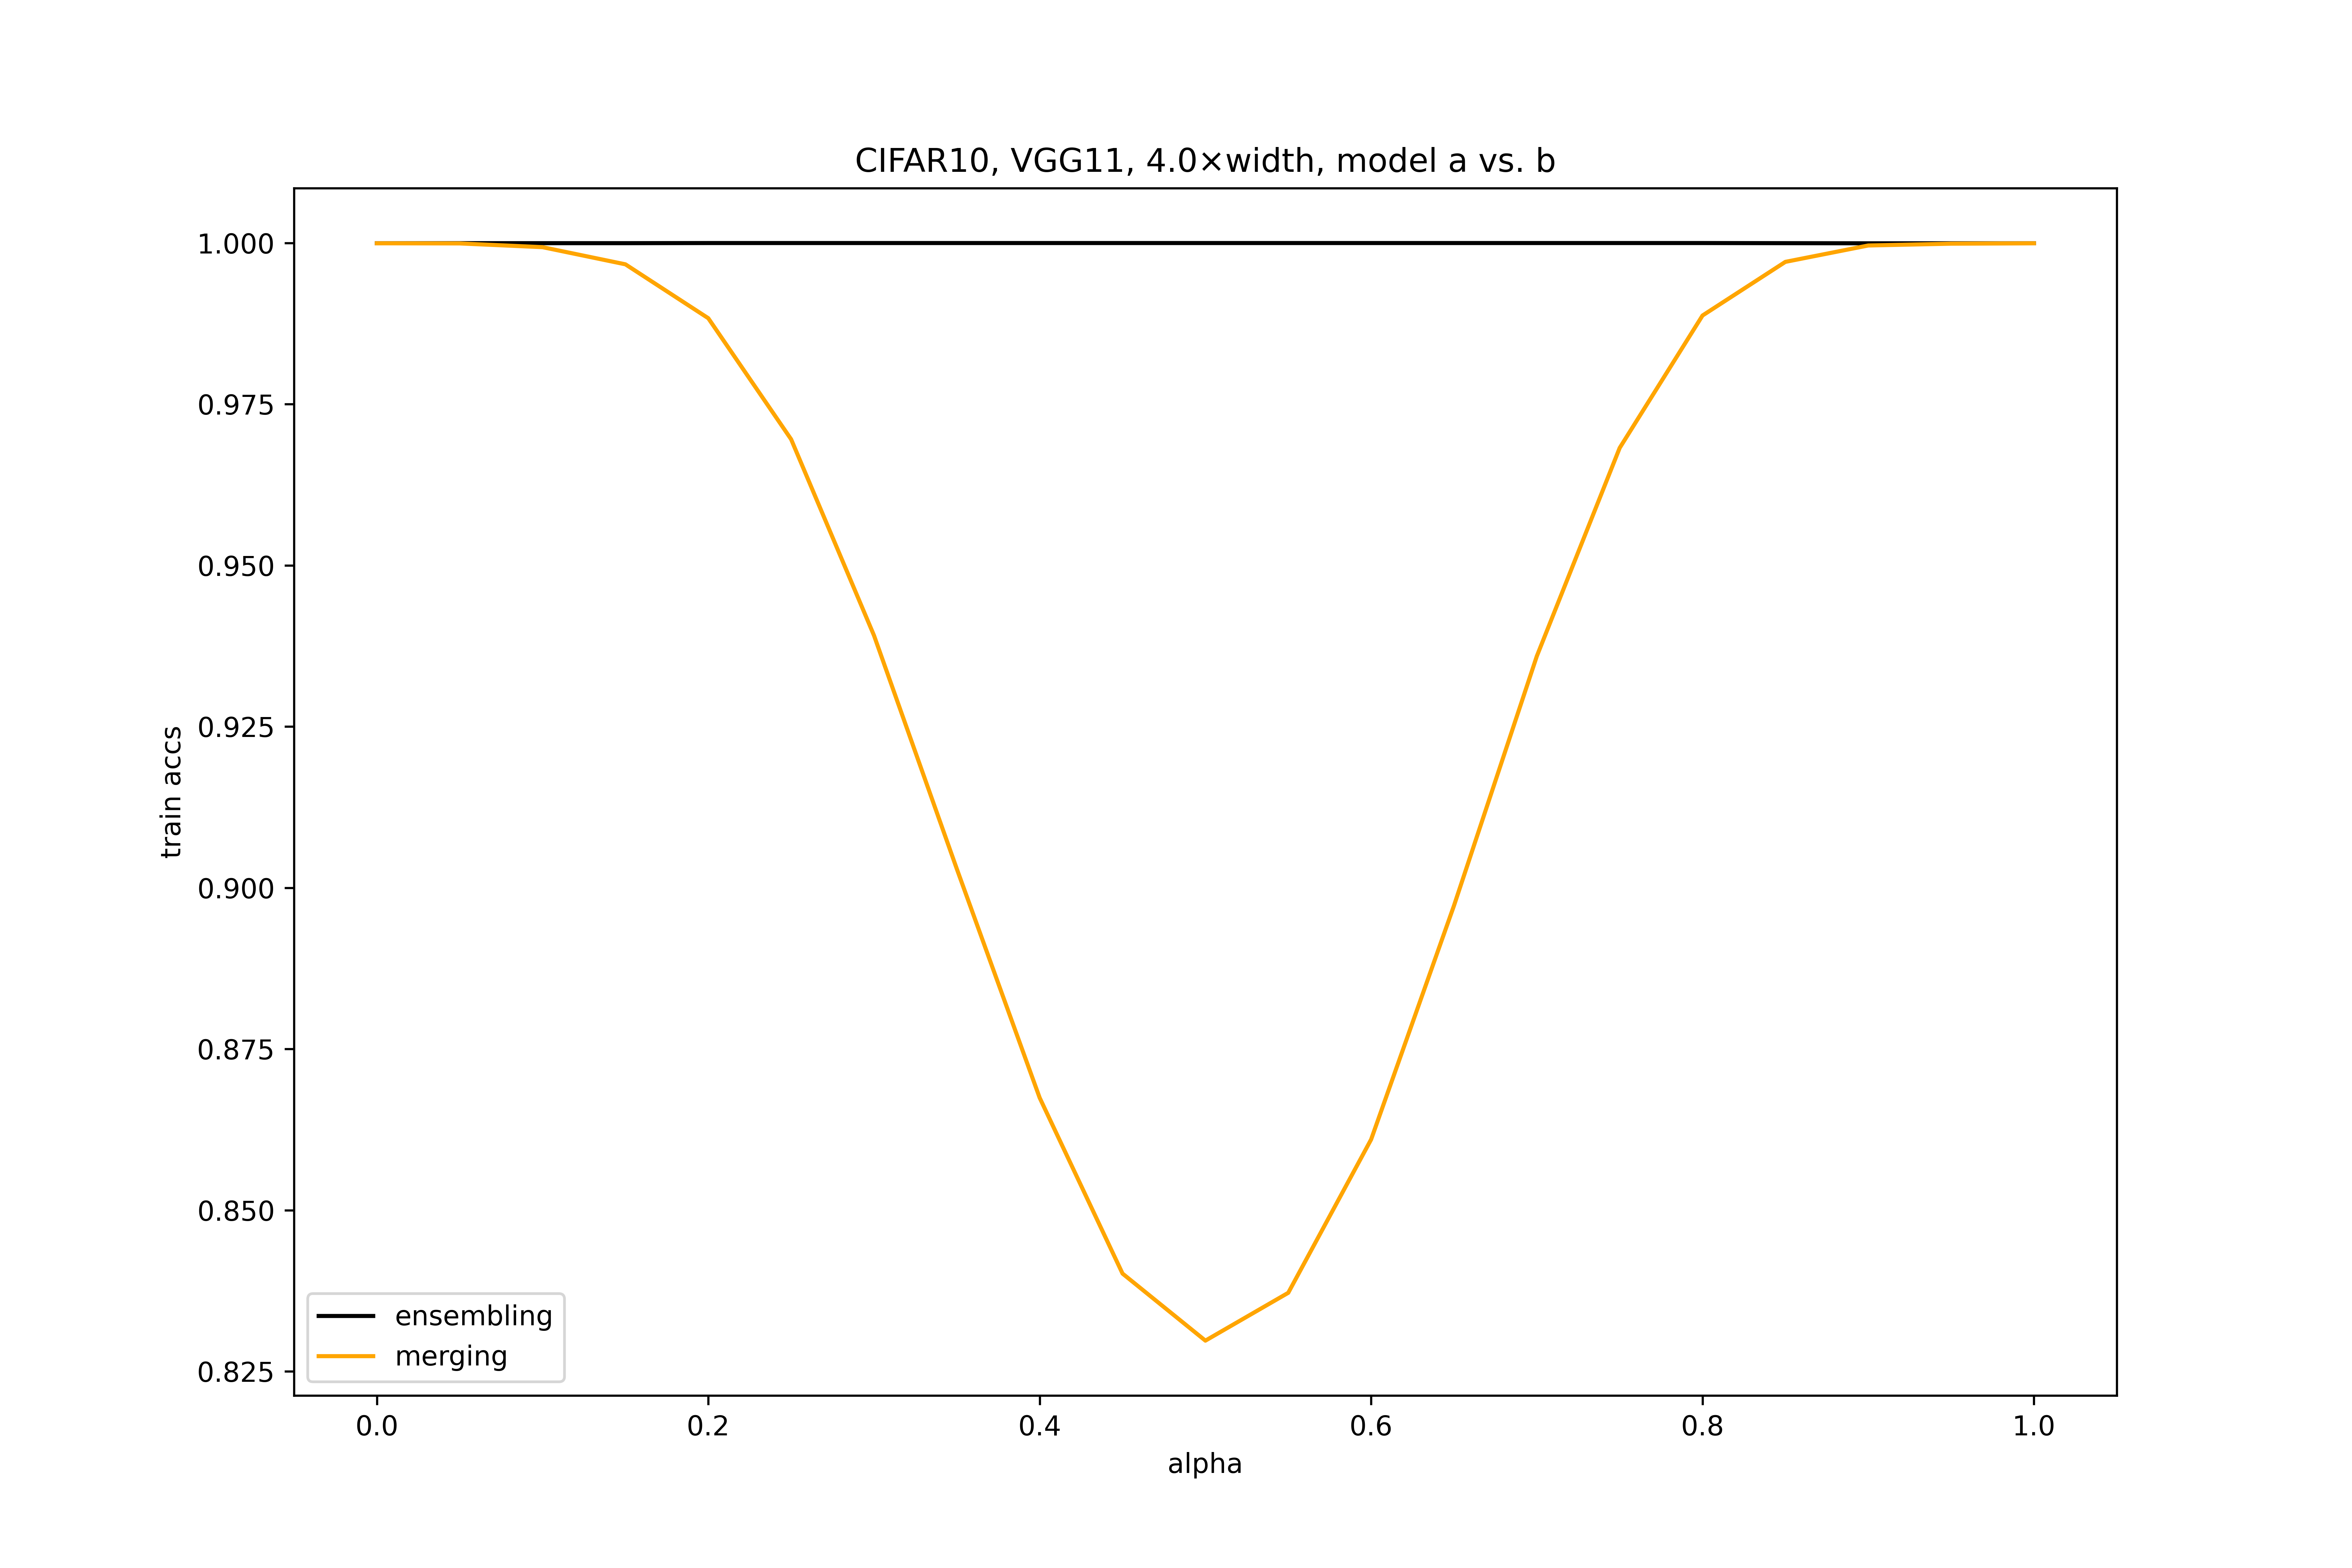 CIFAR10, VGG11, 4.0×width, model a vs. b
1.000
0.975
0.950
0.925
0.900
0.875
0.850
0.825
train accs
ensembling
merging
0.0 0.2 0.4 0.6 0.8 1.0
alpha